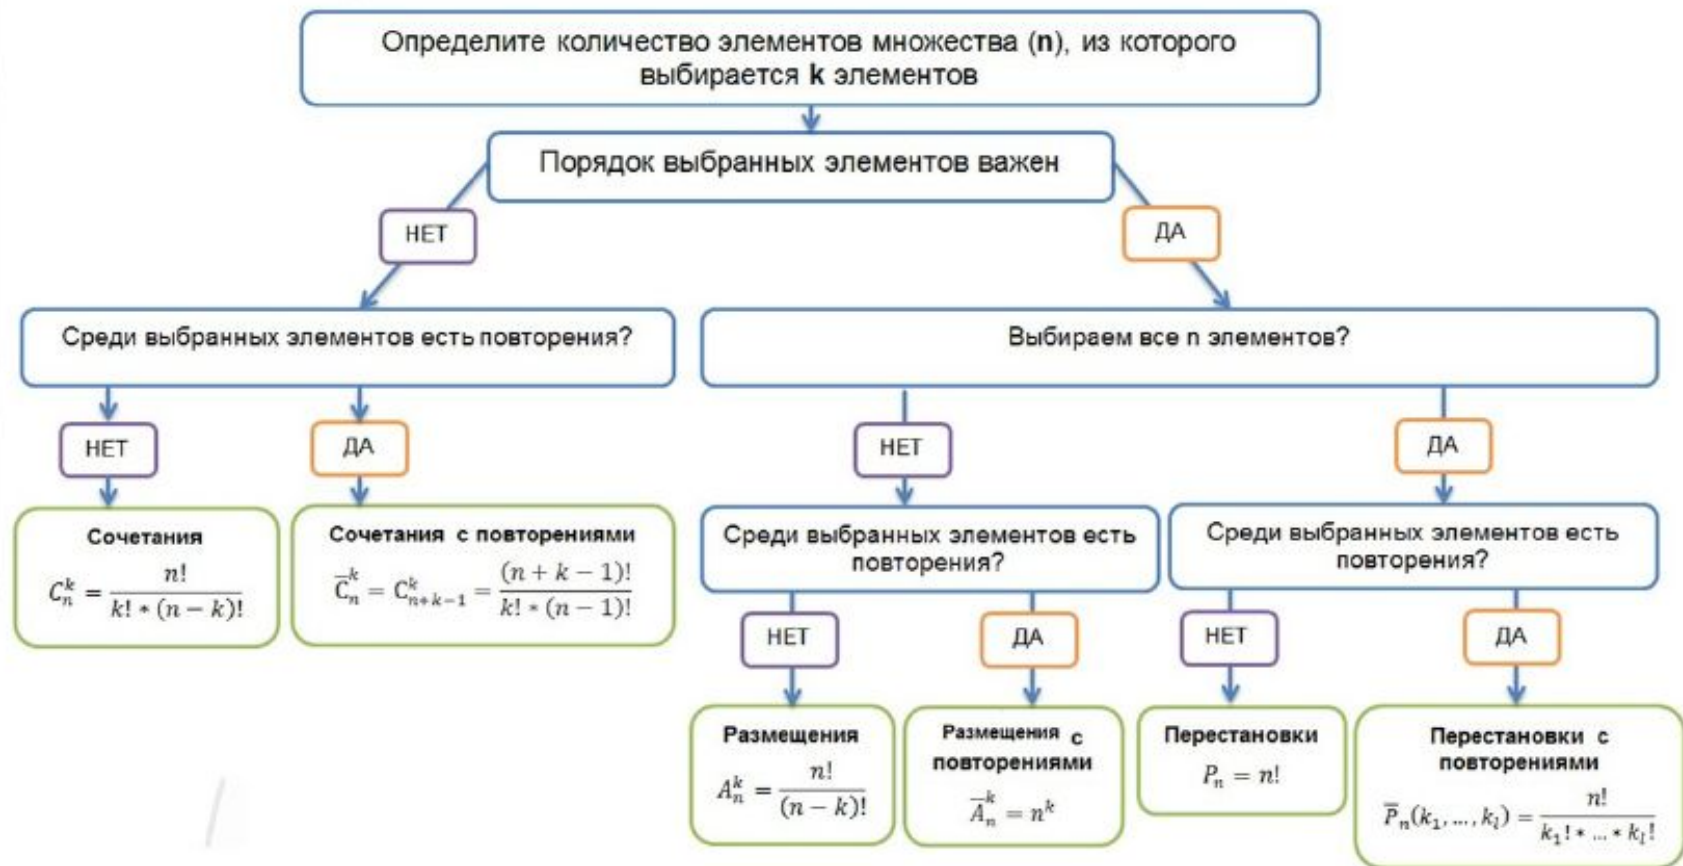 Определите количество элементов множества (n), из которого
выбирается k элементов
Порядок выбранных элементов важен
НЕТ
ДА
Среди выбранных элементов есть повторения?
Выбираем все n элементов?
НЕТ
ДА
НЕТ
ДА
Сочетания
C_n^k = n! / (k! * (n − k)!)
Сочетания с повторениями
C̅_n^k = C_{n+k−1}^k = (n + k − 1)! / (k! * (n − 1)!)
Среди выбранных элементов есть
повторения?
Среди выбранных элементов есть
повторения?
НЕТ
ДА
НЕТ
ДА
Размещения
A_n^k = n! / (n − k)!
Размещения с
повторениями
A̅_n^k = n^k
Перестановки
P_n = n!
Перестановки с
повторениями
P̅_n(k_1, ..., k_l) = n! / (k_1! * ... * k_l!)